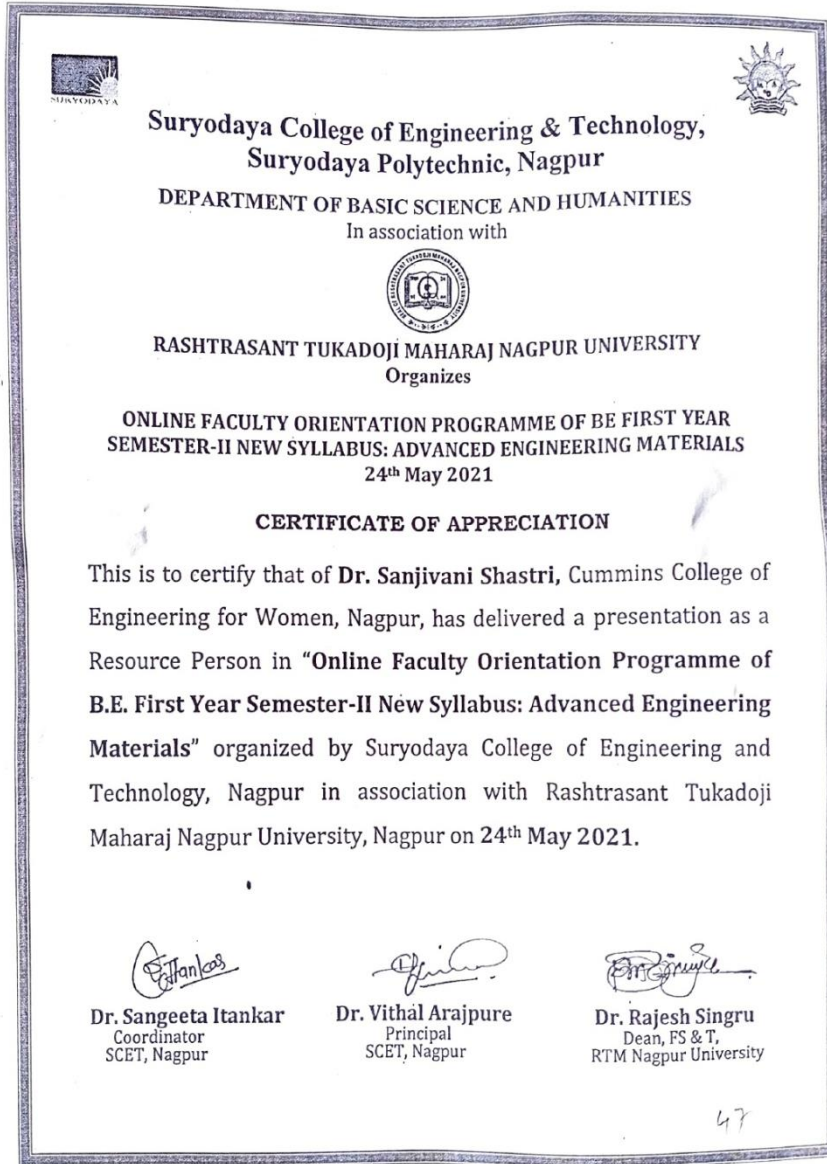 SURYODAYA
Suryodaya College of Engineering & Technology,
Suryodaya Polytechnic, Nagpur
DEPARTMENT OF BASIC SCIENCE AND HUMANITIES
In association with
RASHTRASANT TUKADOJI MAHARAJ NAGPUR UNIVERSITY
Organizes
ONLINE FACULTY ORIENTATION PROGRAMME OF BE FIRST YEAR
SEMESTER-II NEW SYLLABUS: ADVANCED ENGINEERING MATERIALS
24th May 2021
CERTIFICATE OF APPRECIATION
This is to certify that of Dr. Sanjivani Shastri, Cummins College of
Engineering for Women, Nagpur, has delivered a presentation as a
Resource Person in “Online Faculty Orientation Programme of
B.E. First Year Semester-II New Syllabus: Advanced Engineering
Materials” organized by Suryodaya College of Engineering and
Technology, Nagpur in association with Rashtrasant Tukadoji
Maharaj Nagpur University, Nagpur on 24th May 2021.
Dr. Sangeeta Itankar
Coordinator
SCET, Nagpur
Dr. Vithal Arajpure
Principal
SCET, Nagpur
Dr. Rajesh Singru
Dean, FS & T,
RTM Nagpur University
47